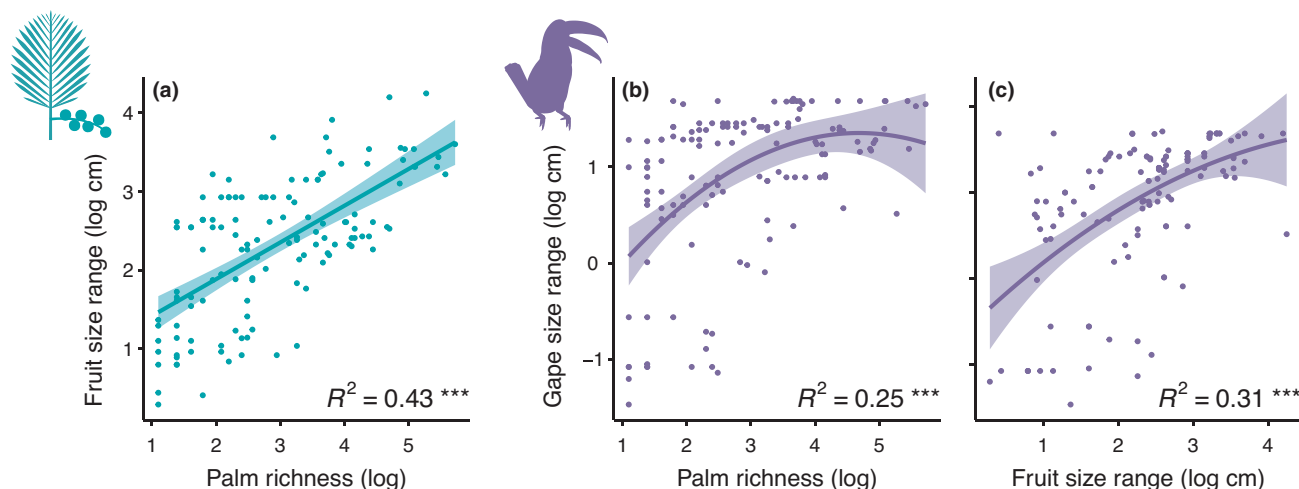 (a)
Fruit size range (log cm)
4
3
2
1
R² = 0.43 ***
1 2 3 4 5
Palm richness (log)
(b)
Gape size range (log cm)
1
0
−1
R² = 0.25 ***
1 2 3 4 5
Palm richness (log)
(c)
R² = 0.31 ***
1 2 3 4
Fruit size range (log cm)